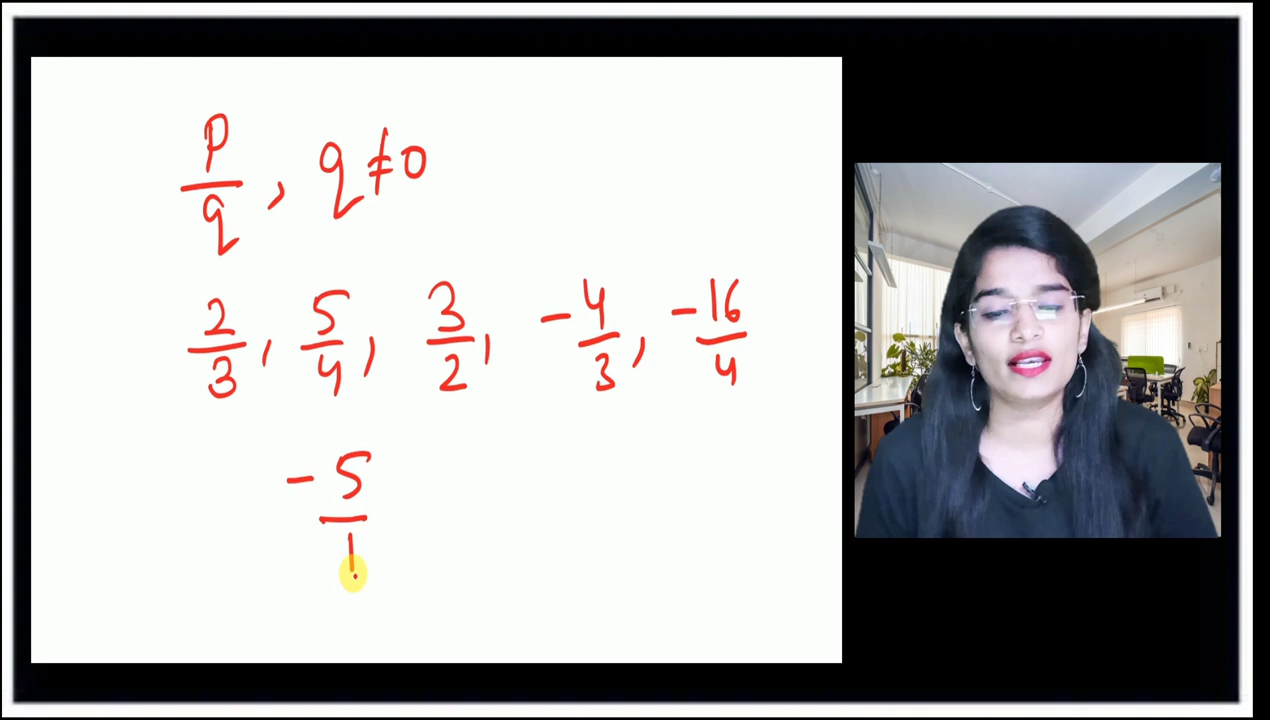 p/q, q≠0
2/3, 5/4, 3/2, -4/3, -16/4
-5/1